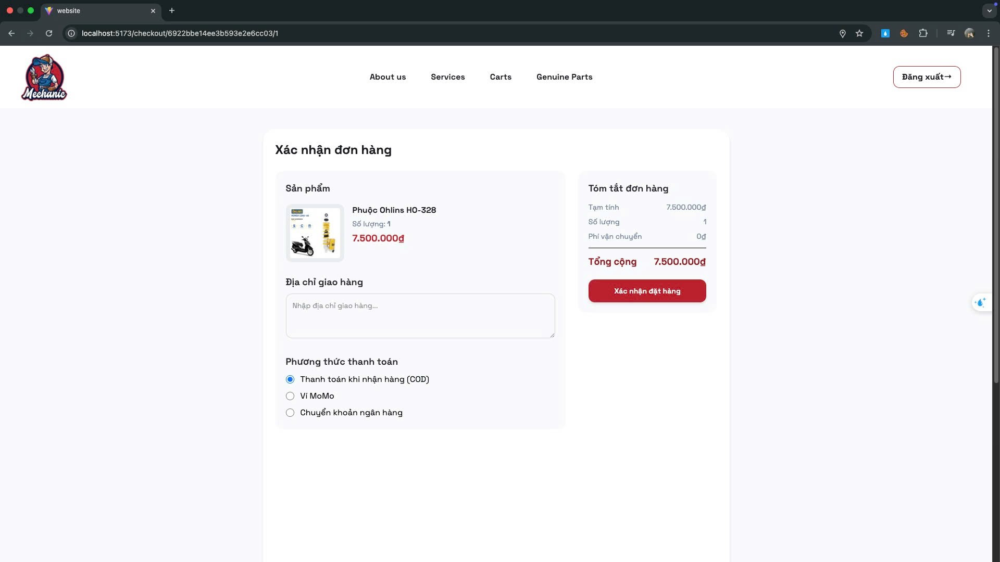 website
localhost:5173/checkout/6922bbe14ee3b593e2e6cc03/1
Mechanic
About us
Services
Carts
Genuine Parts
Đăng xuất→
Xác nhận đơn hàng
Sản phẩm
ÖHLINS
S C R
Phuộc Ohlins HO-328
Số lượng: 1
7.500.000₫
Địa chỉ giao hàng
Nhập địa chỉ giao hàng...
Phương thức thanh toán
Thanh toán khi nhận hàng (COD)
Ví MoMo
Chuyển khoản ngân hàng
Tóm tắt đơn hàng
Tạm tính 7.500.000₫
Số lượng 1
Phí vận chuyển 0₫
Tổng cộng 7.500.000₫
Xác nhận đặt hàng